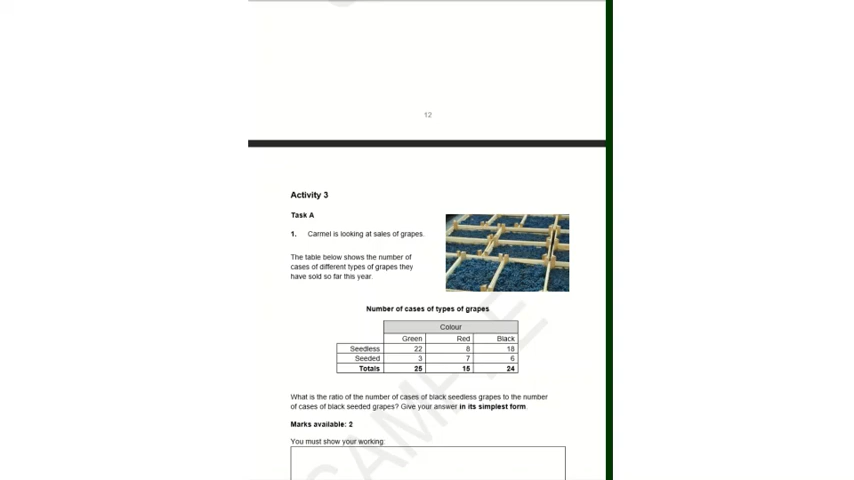 12
Activity 3
Task A
1. Carmel is looking at sales of grapes.
The table below shows the number of
cases of different types of grapes they
have sold so far this year.
Number of cases of types of grapes
Colour
Green Red Black
Seedless 22 8 18
Seeded 3 7 6
Totals 25 15 24
What is the ratio of the number of cases of black seedless grapes to the number
of cases of black seeded grapes? Give your answer in its simplest form.
Marks available: 2
You must show your working:
SAMPLE